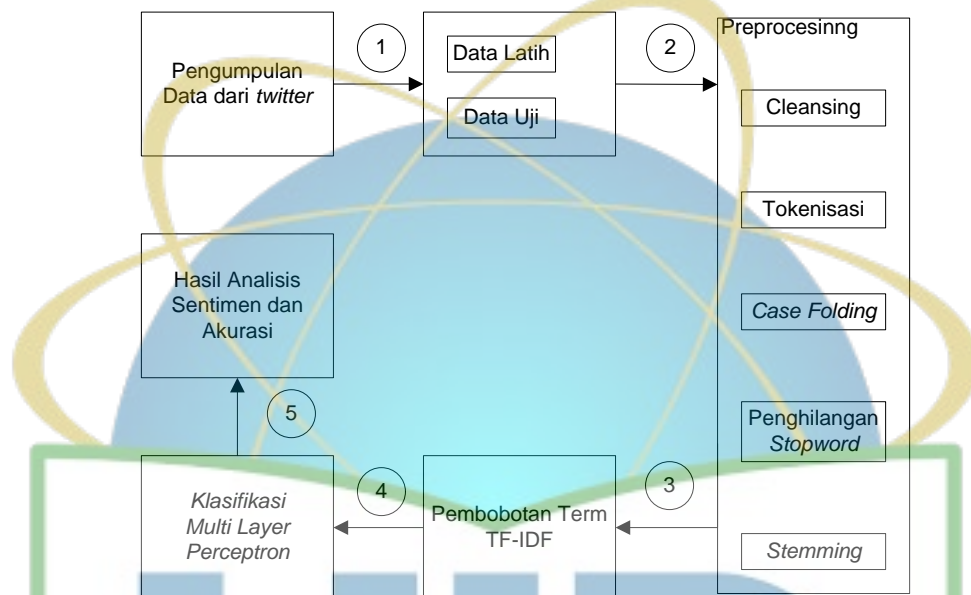 Pengumpulan
Data dari twitter
1
Data Latih
Data Uji
2
Preprocesinng
Cleansing
Tokenisasi
Case Folding
Penghilangan
Stopword
Stemming
3
Pembobotan Term
TF-IDF
4
Klasifikasi
Multi Layer
Perceptron
5
Hasil Analisis
Sentimen dan
Akurasi